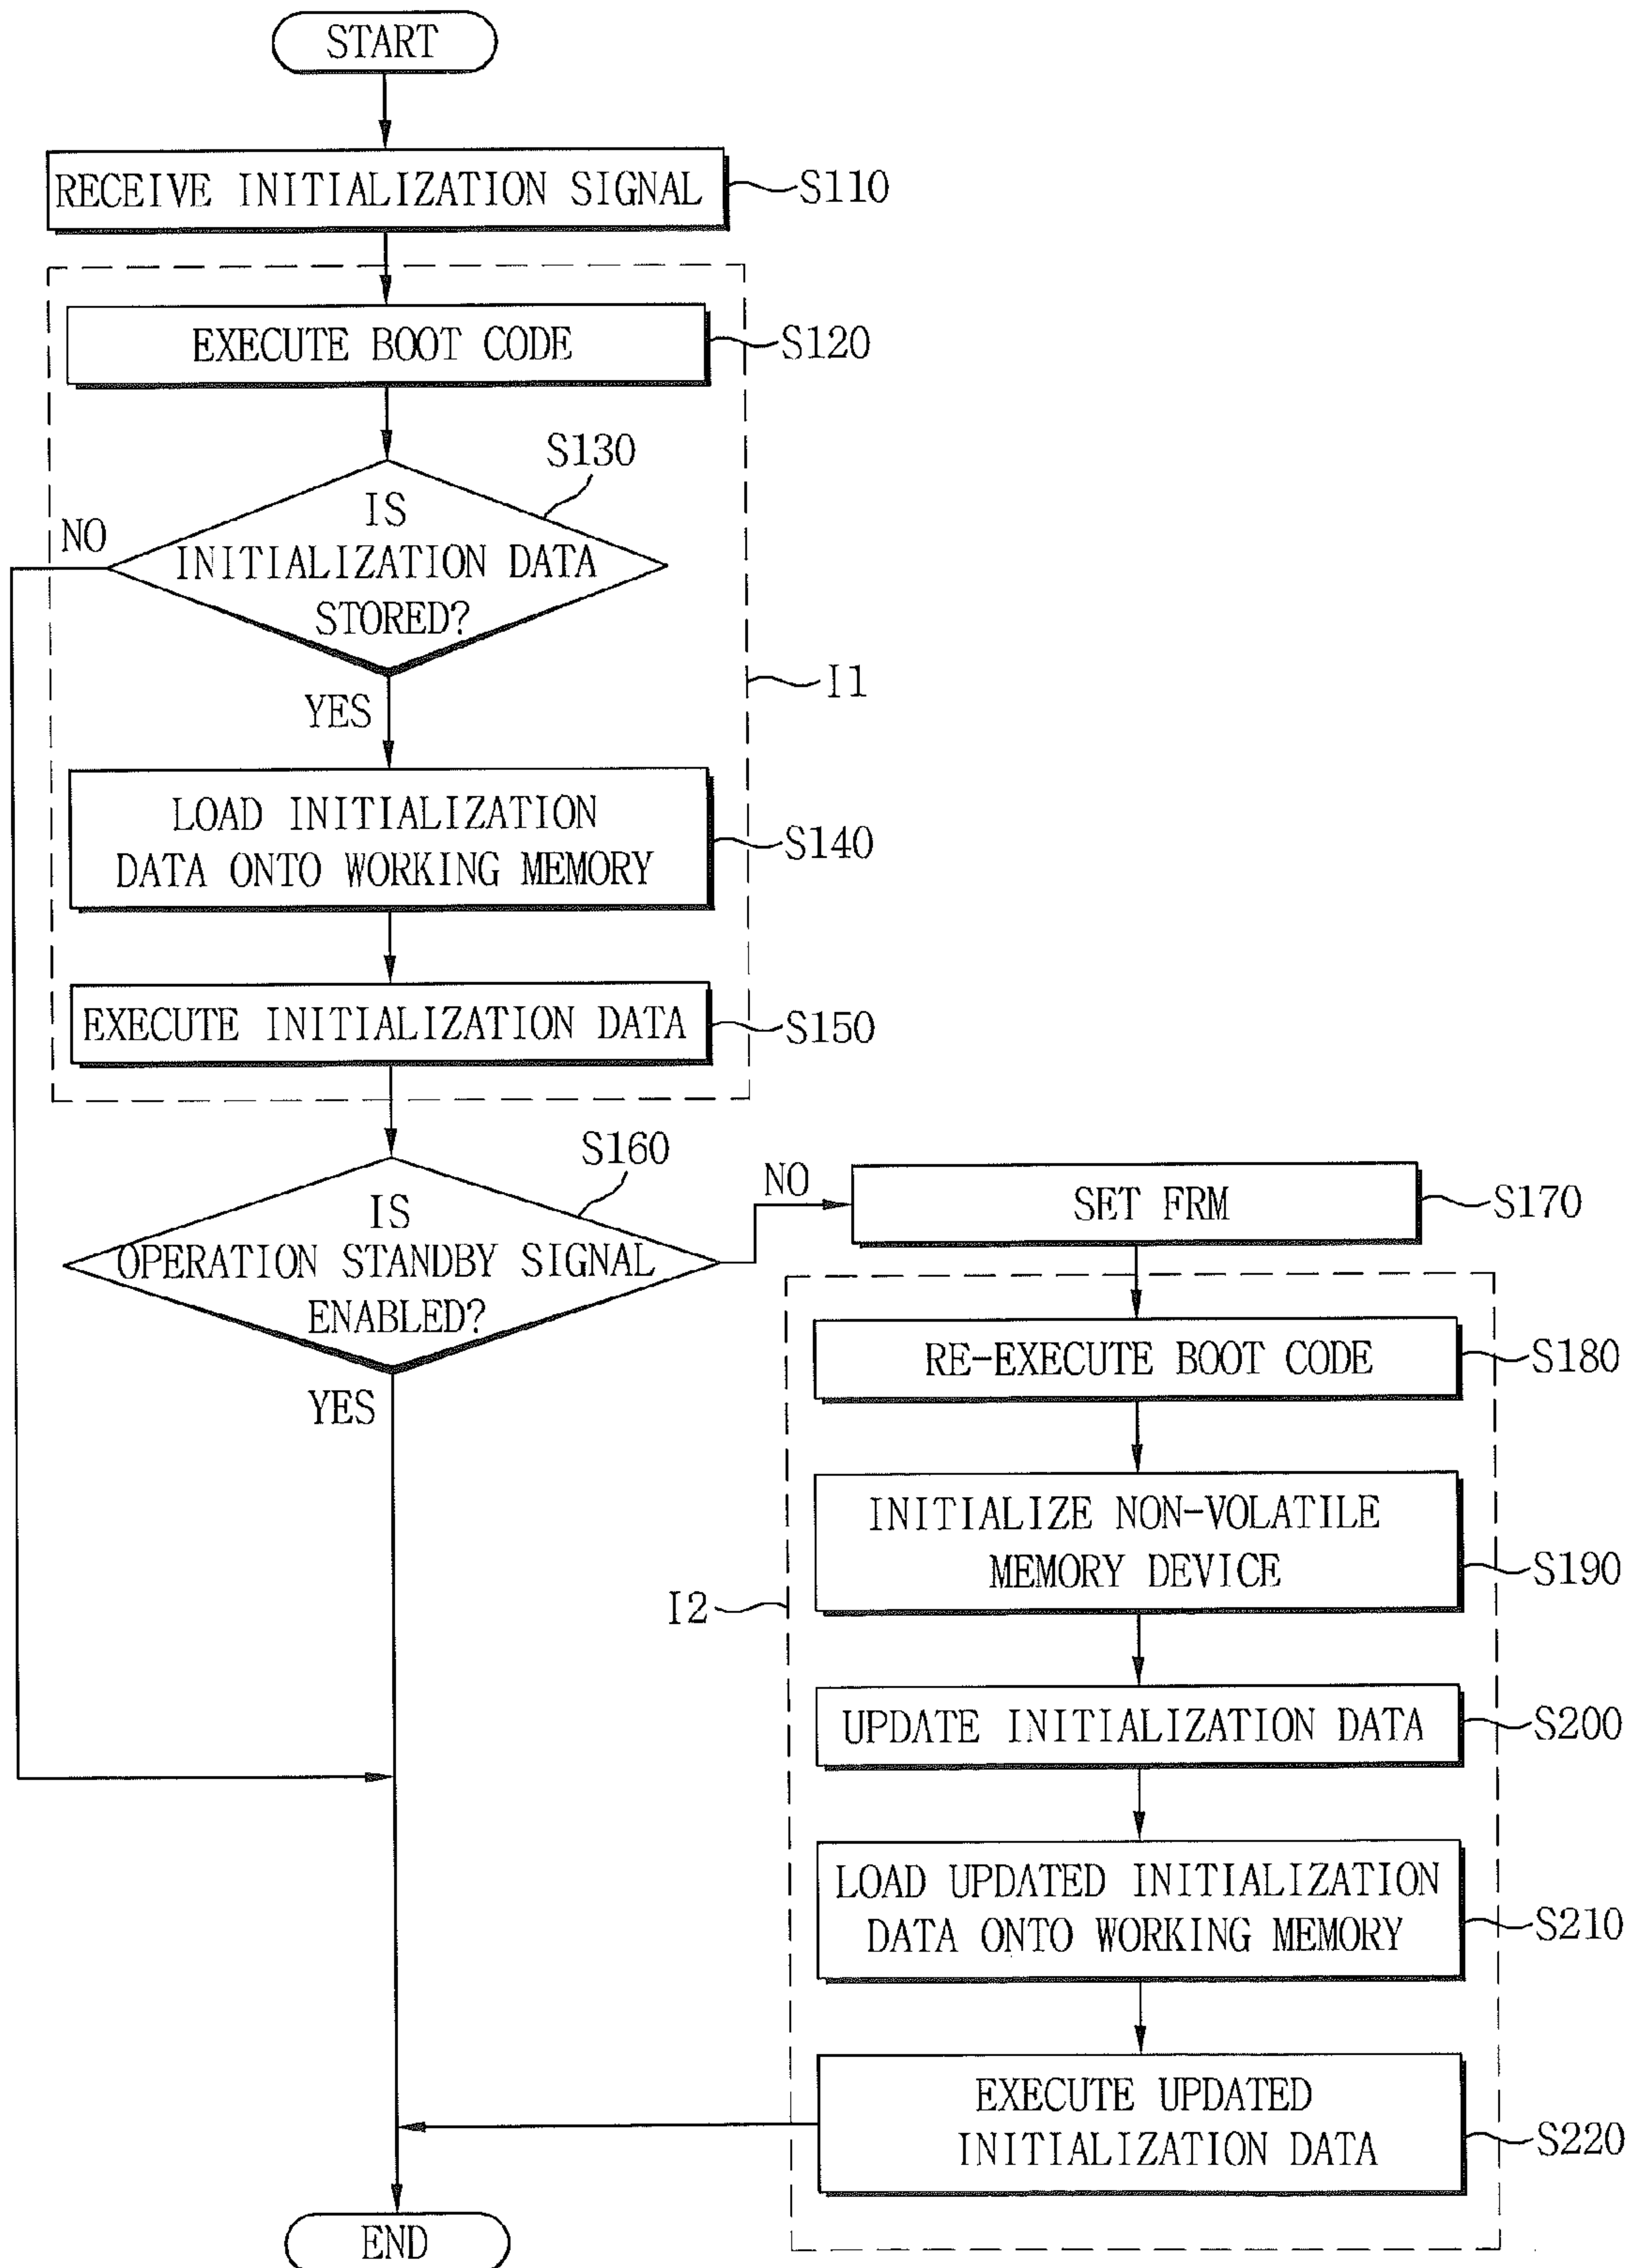 START
RECEIVE INITIALIZATION SIGNAL
S110
EXECUTE BOOT CODE
S120
S130
IS
INITIALIZATION DATA
STORED?
NO
YES
I1
LOAD INITIALIZATION
DATA ONTO WORKING MEMORY
S140
EXECUTE INITIALIZATION DATA
S150
S160
IS
OPERATION STANDBY SIGNAL
ENABLED?
NO
YES
SET FRM
S170
RE-EXECUTE BOOT CODE
S180
INITIALIZE NON-VOLATILE
MEMORY DEVICE
S190
I2
UPDATE INITIALIZATION DATA
S200
LOAD UPDATED INITIALIZATION
DATA ONTO WORKING MEMORY
S210
EXECUTE UPDATED
INITIALIZATION DATA
S220
END